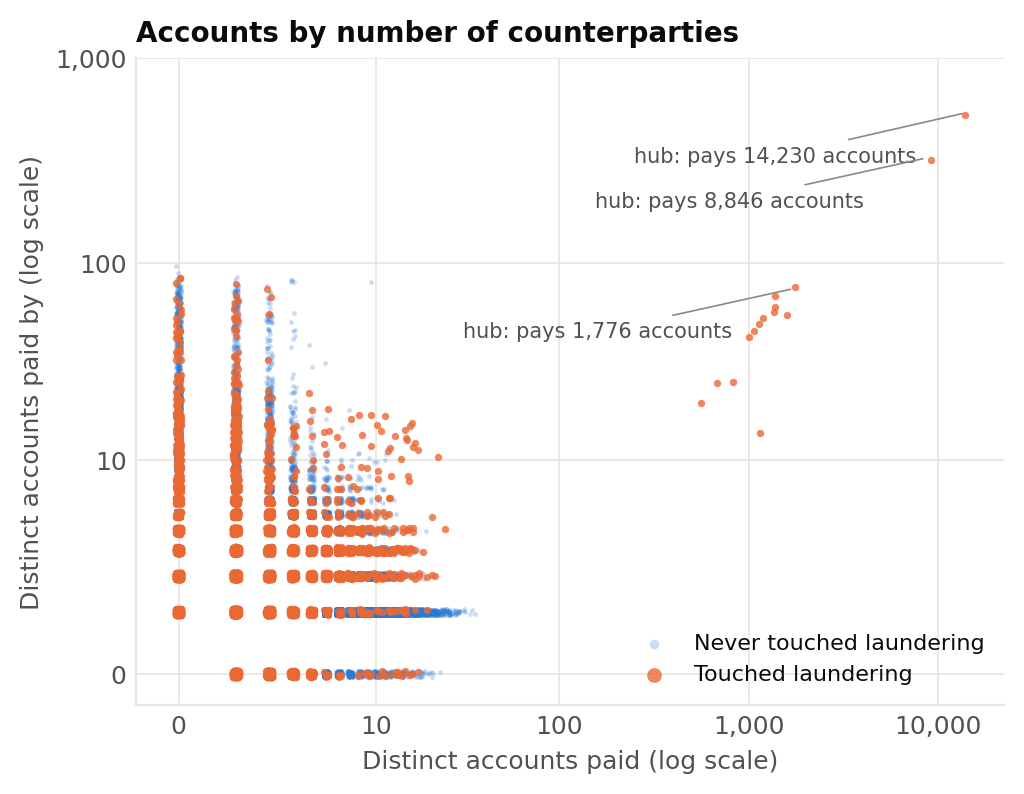 Accounts by number of counterparties
Distinct accounts paid by (log scale)
1,000
100
10
0
hub: pays 14,230 accounts
hub: pays 8,846 accounts
hub: pays 1,776 accounts
Never touched laundering
Touched laundering
0
10
100
1,000
10,000
Distinct accounts paid (log scale)